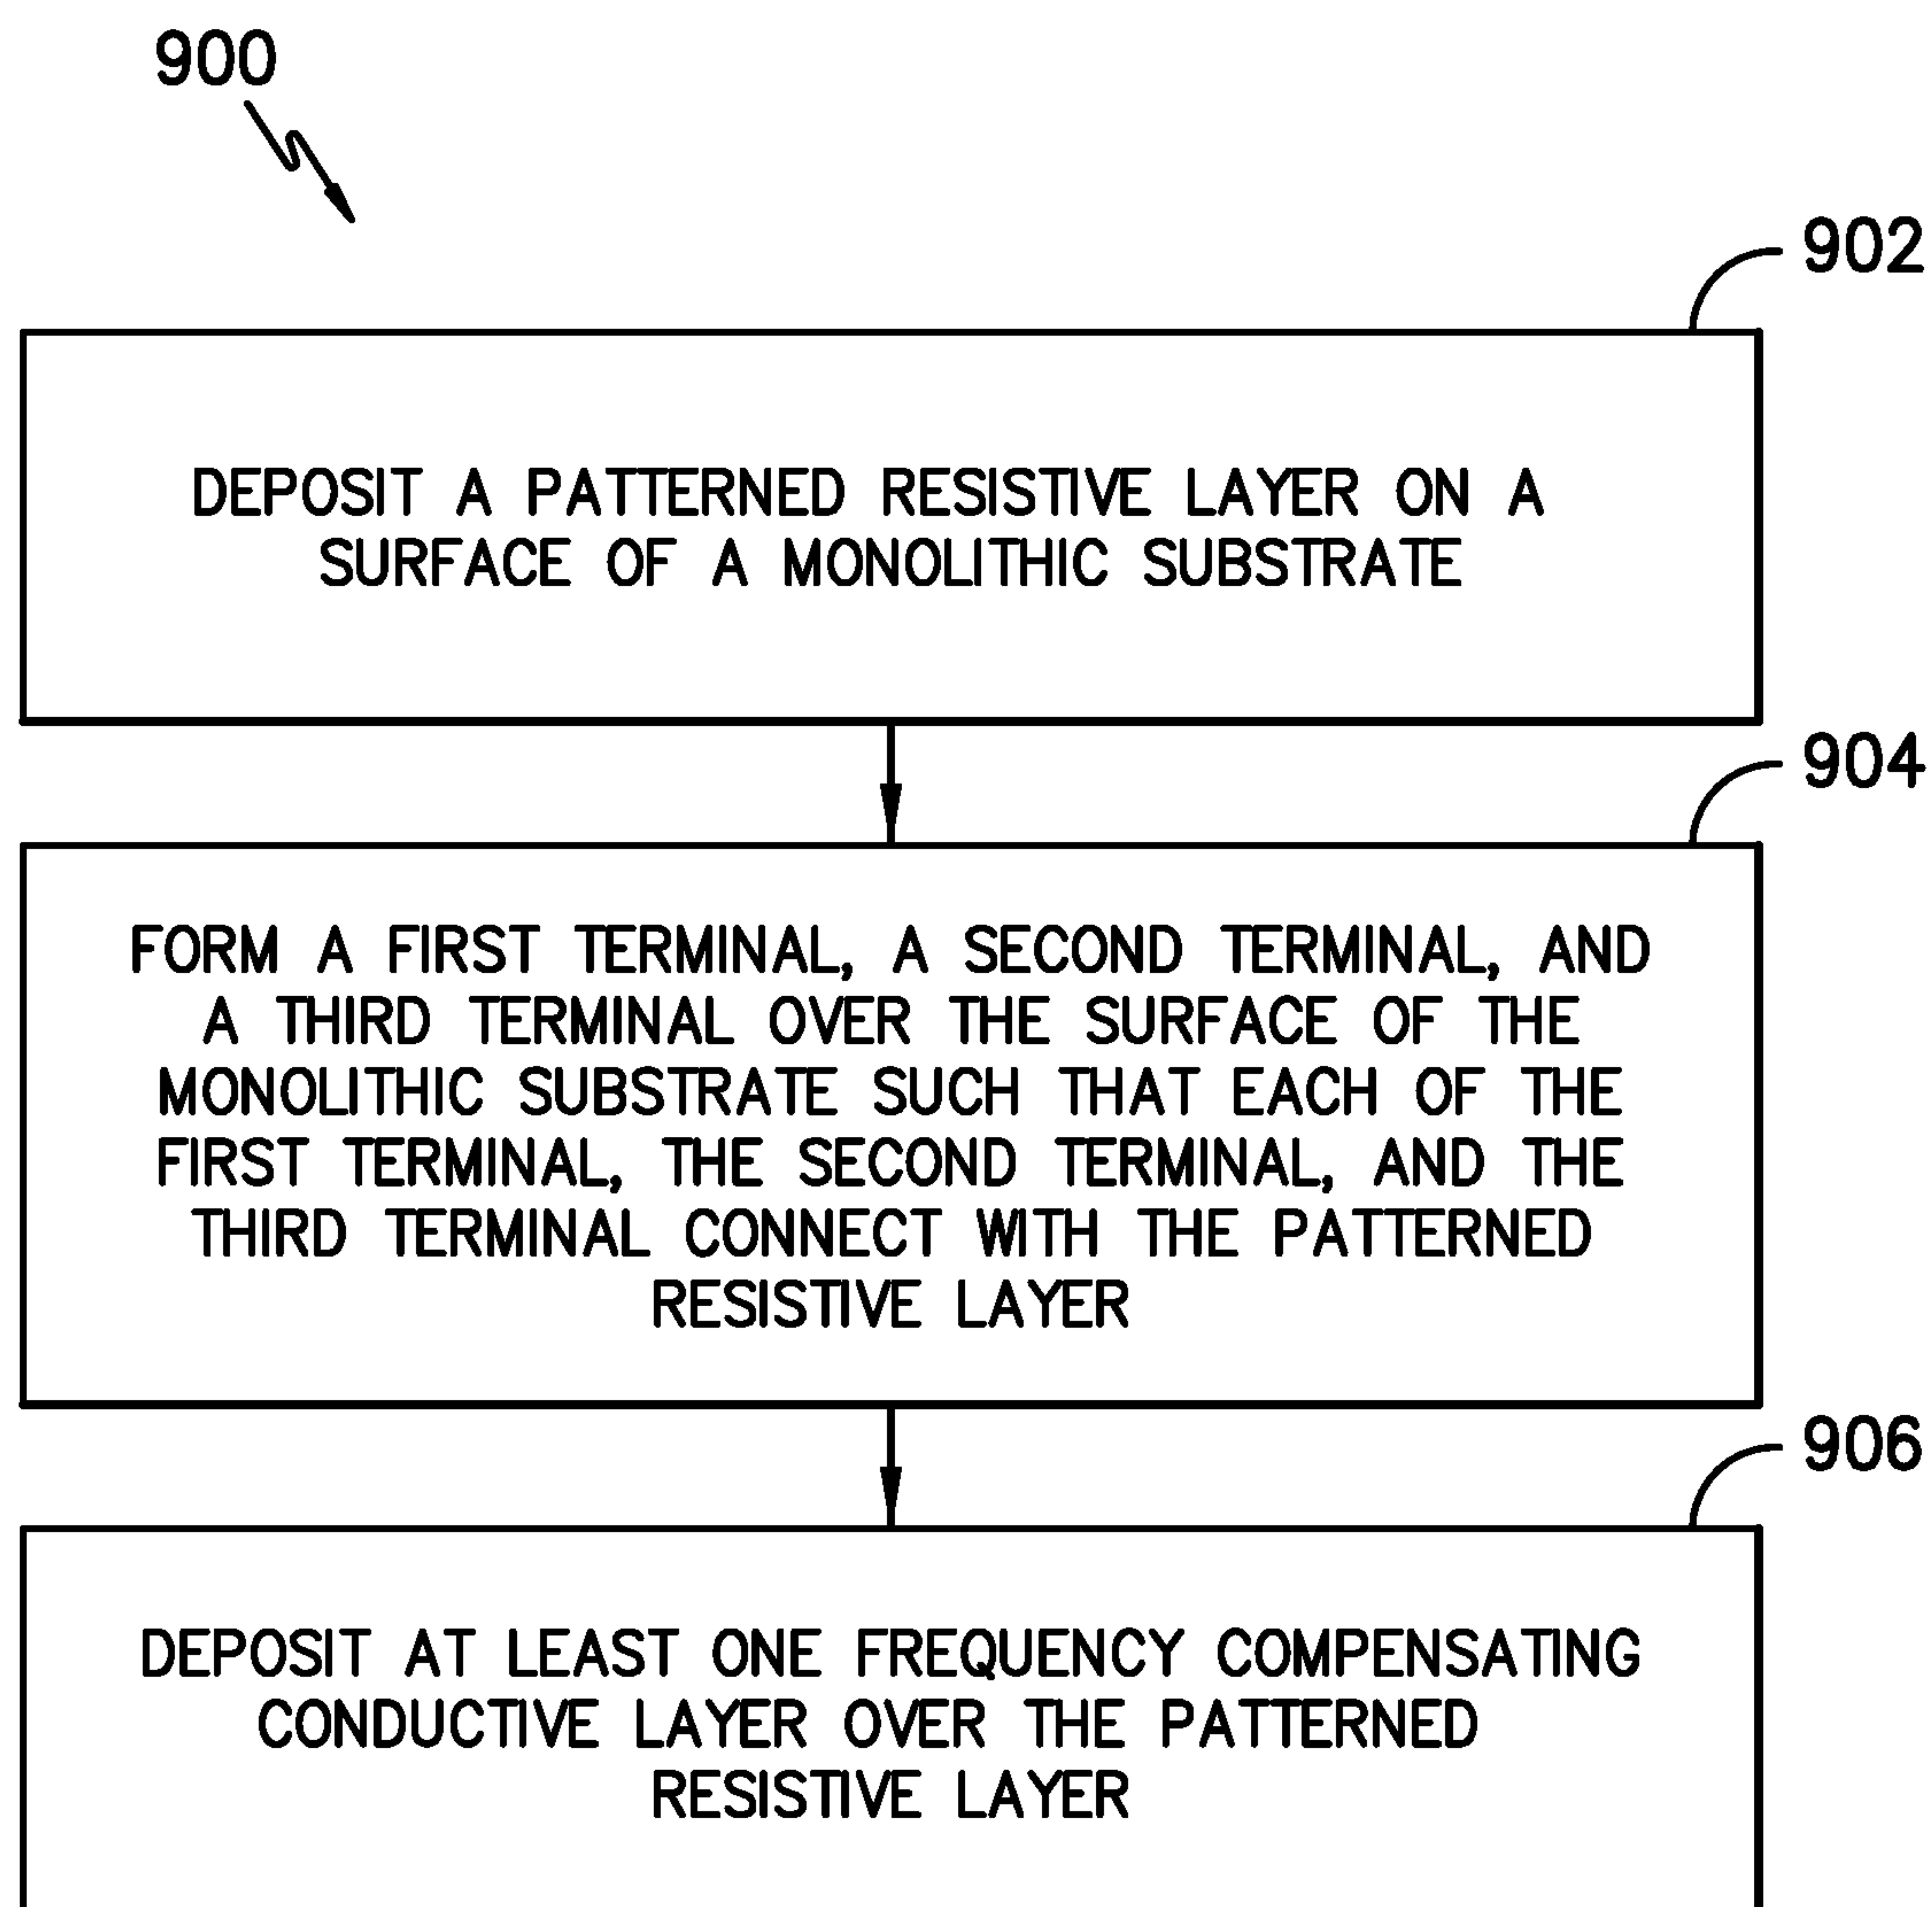 900
902
DEPOSIT A PATTERNED RESISTIVE LAYER ON A
SURFACE OF A MONOLITHIC SUBSTRATE
904
FORM A FIRST TERMINAL, A SECOND TERMINAL, AND
A THIRD TERMINAL OVER THE SURFACE OF THE
MONOLITHIC SUBSTRATE SUCH THAT EACH OF THE
FIRST TERMINAL, THE SECOND TERMINAL, AND THE
THIRD TERMINAL CONNECT WITH THE PATTERNED
RESISTIVE LAYER
906
DEPOSIT AT LEAST ONE FREQUENCY COMPENSATING
CONDUCTIVE LAYER OVER THE PATTERNED
RESISTIVE LAYER